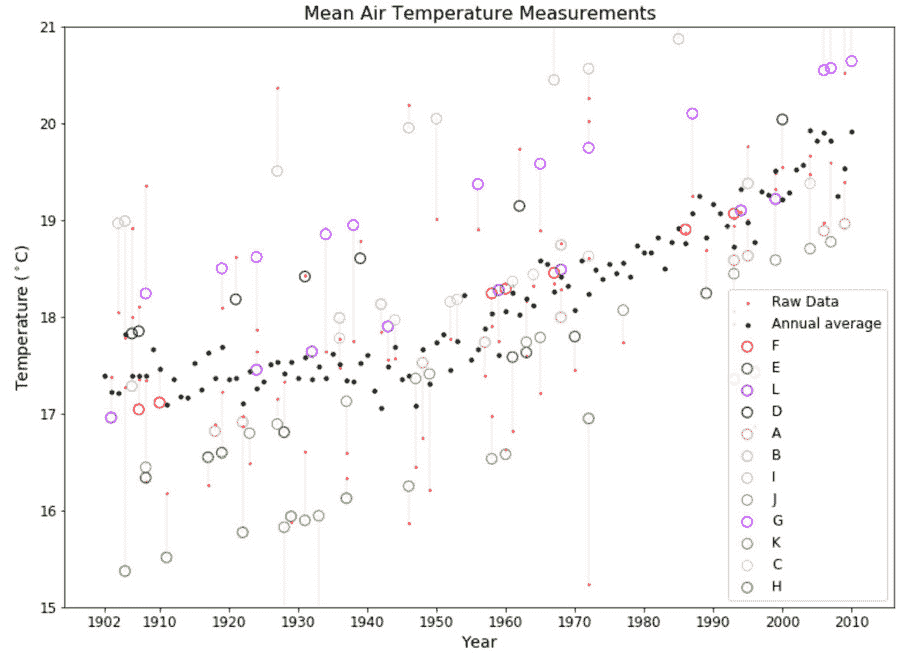 Mean Air Temperature Measurements
21
20
19
18
17
16
15
Temperature (°C)
1902 1910 1920 1930 1940 1950 1960 1970 1980 1990 2000 2010
Year
Raw Data
Annual average
F
E
L
D
A
B
I
J
G
K
C
H